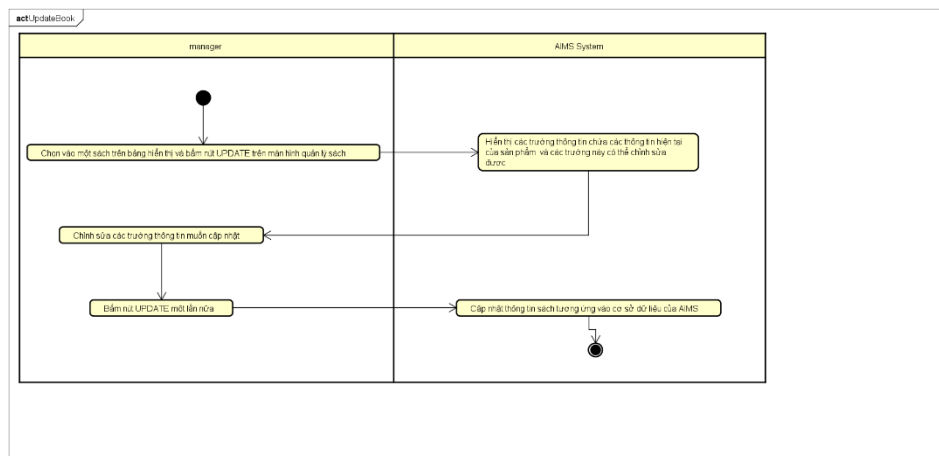 act UpdateBook
manager
AIMS System
Chọn vào một sách trên bảng hiển thị và bấm nút UPDATE trên màn hình quản lý sách
Hiển thị các trường thông tin chứa các thông tin hiện tại
của sản phẩm và các trường này có thể chỉnh sửa
được
Chỉnh sửa các trường thông tin muốn cập nhật
Bấm nút UPDATE một lần nữa
Cập nhật thông tin sách tương ứng vào cơ sở dữ liệu của AIMS